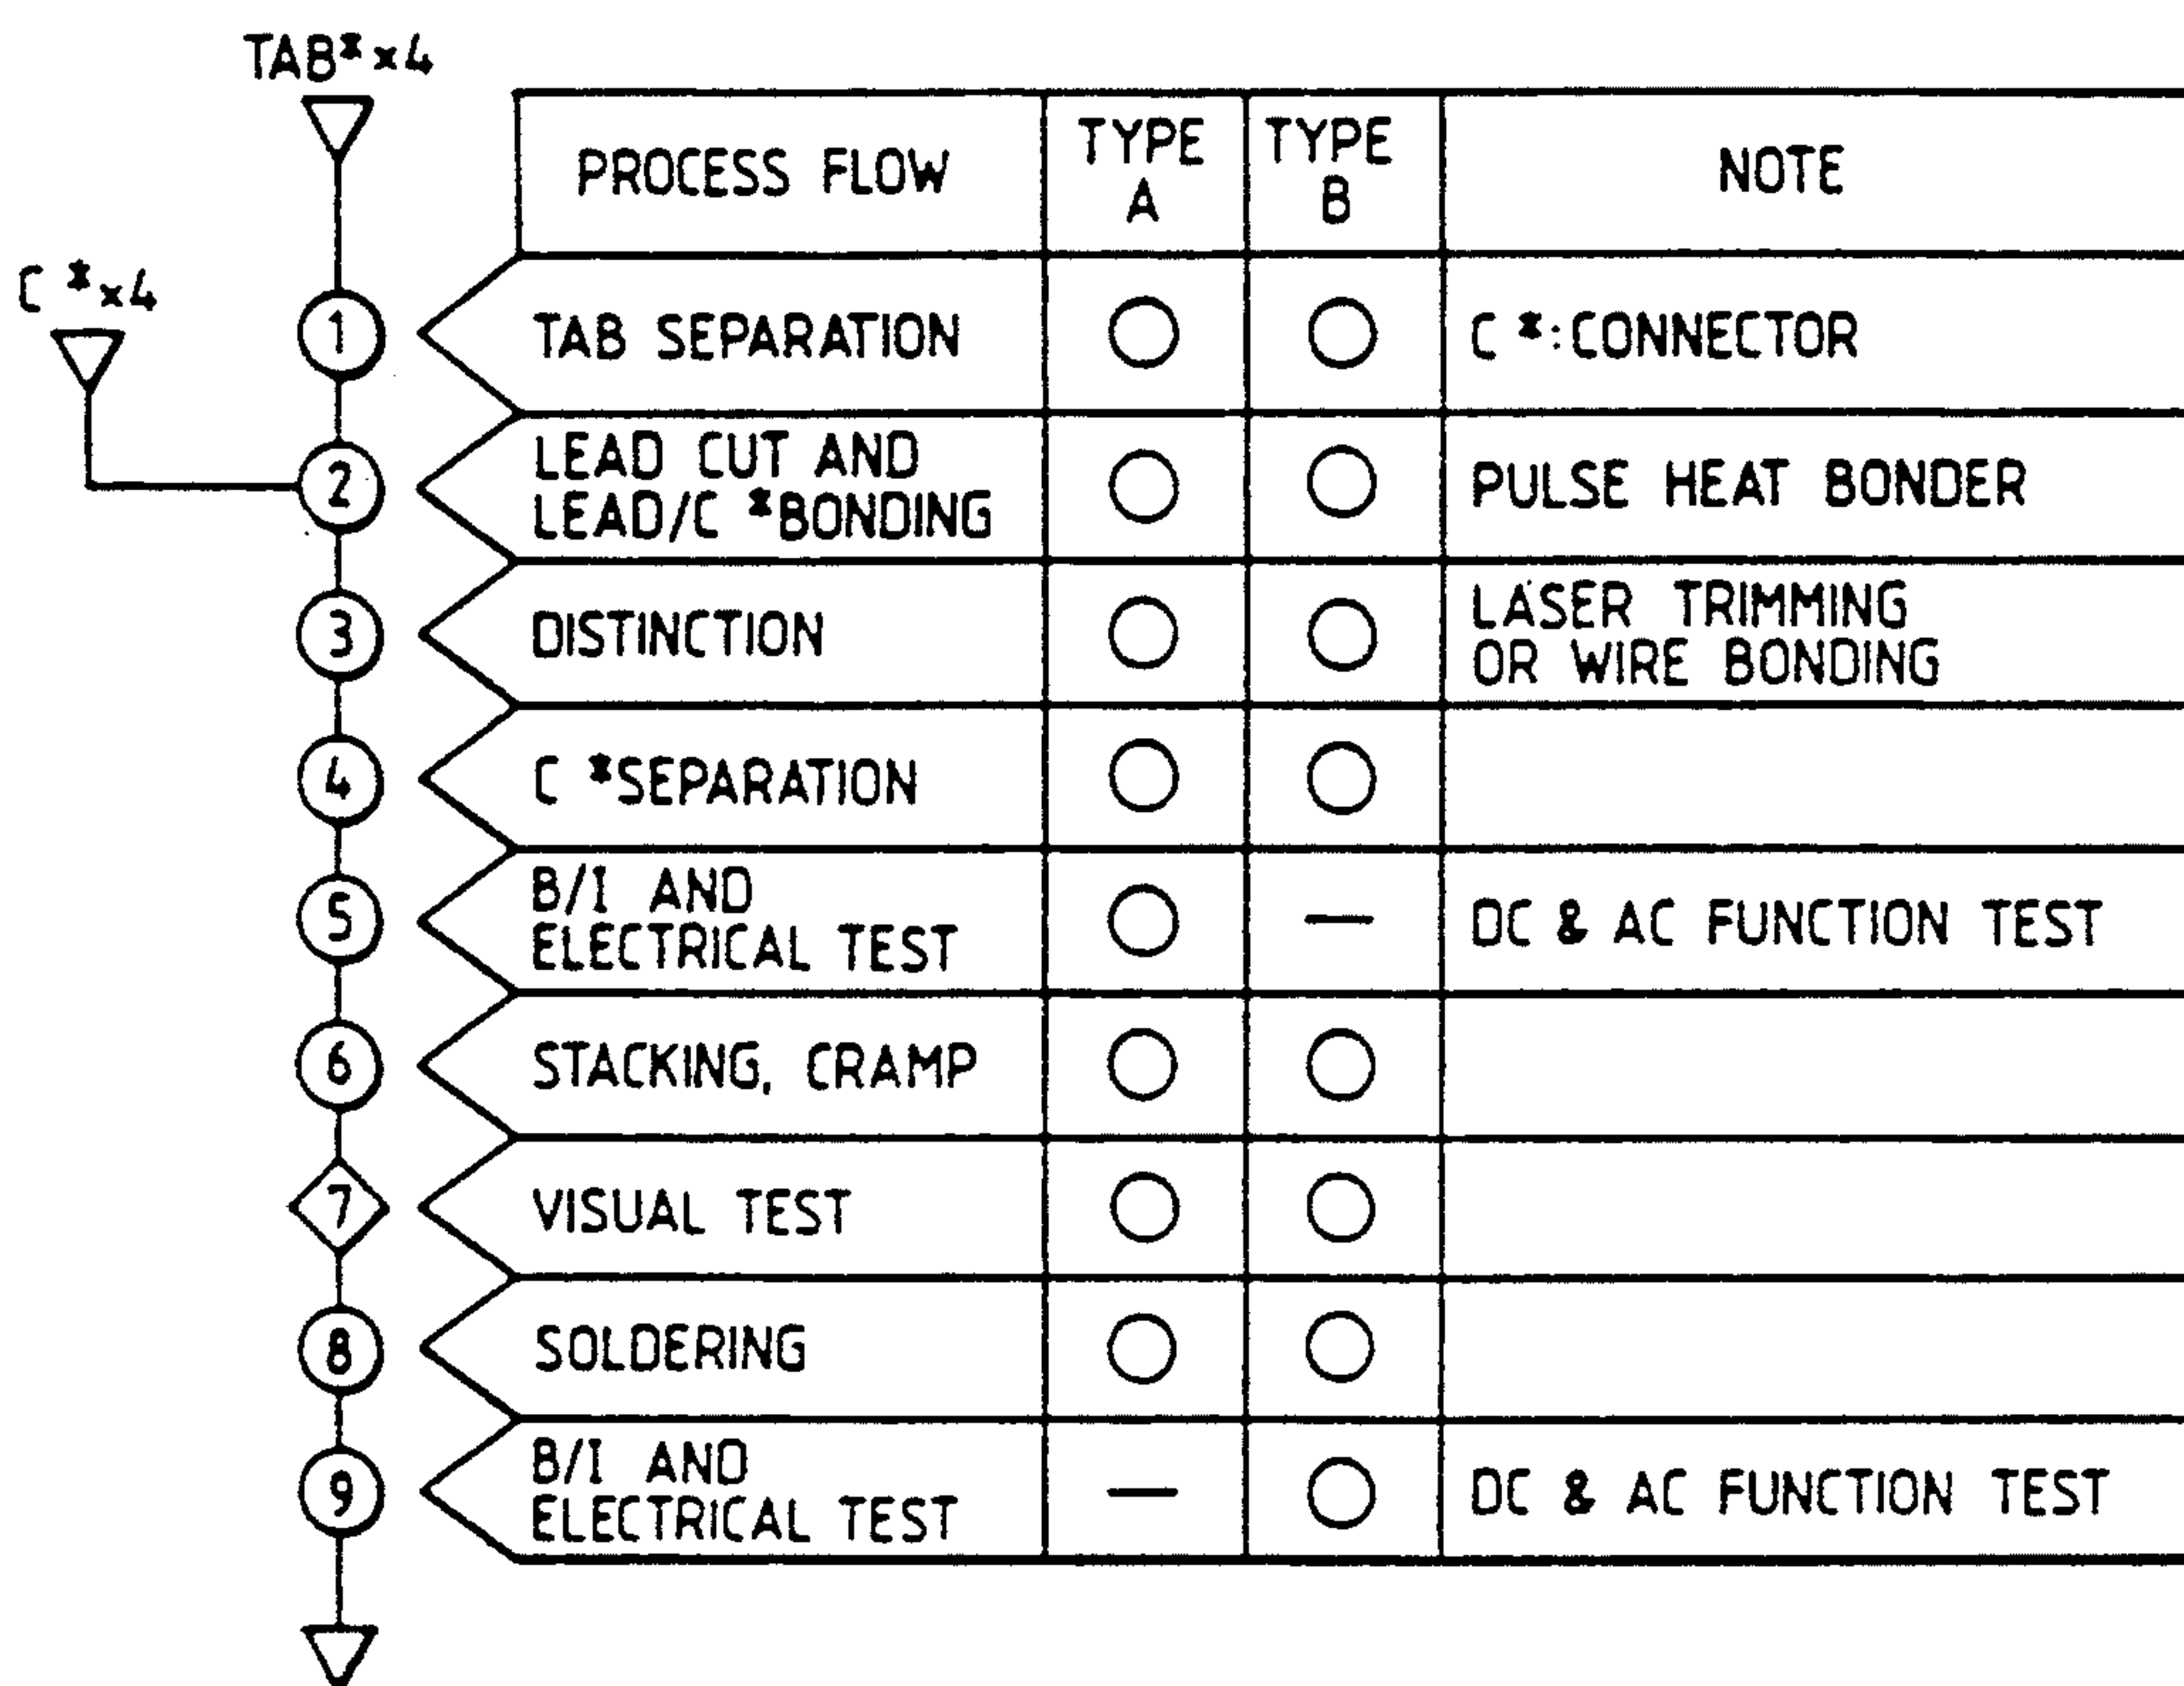 TAB*×4
PROCESS FLOW
TYPE A
TYPE B
NOTE
C *×4
1
TAB SEPARATION
C *:CONNECTOR
2
LEAD CUT AND
LEAD/C *BONDING
PULSE HEAT BONDER
3
DISTINCTION
LASER TRIMMING
OR WIRE BONDING
4
C *SEPARATION
5
B/I AND
ELECTRICAL TEST
—
DC & AC FUNCTION TEST
6
STACKING, CRAMP
7
VISUAL TEST
8
SOLDERING
9
B/I AND
ELECTRICAL TEST
—
DC & AC FUNCTION TEST